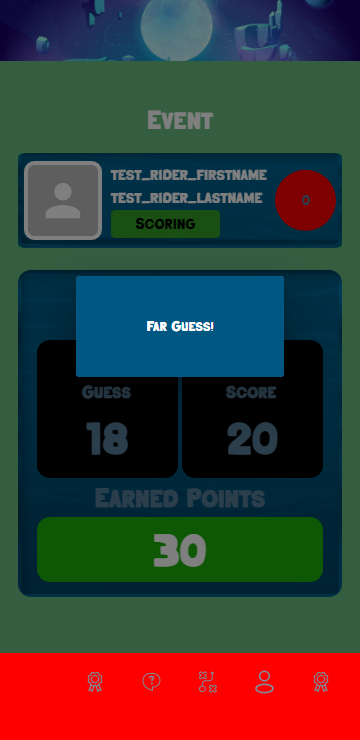 Event
TEST_RIDER_FIRSTNAME
TEST_RIDER_LASTNAME
Scoring
0
Far Guess!
Guess
Score
18
20
Earned Points
30